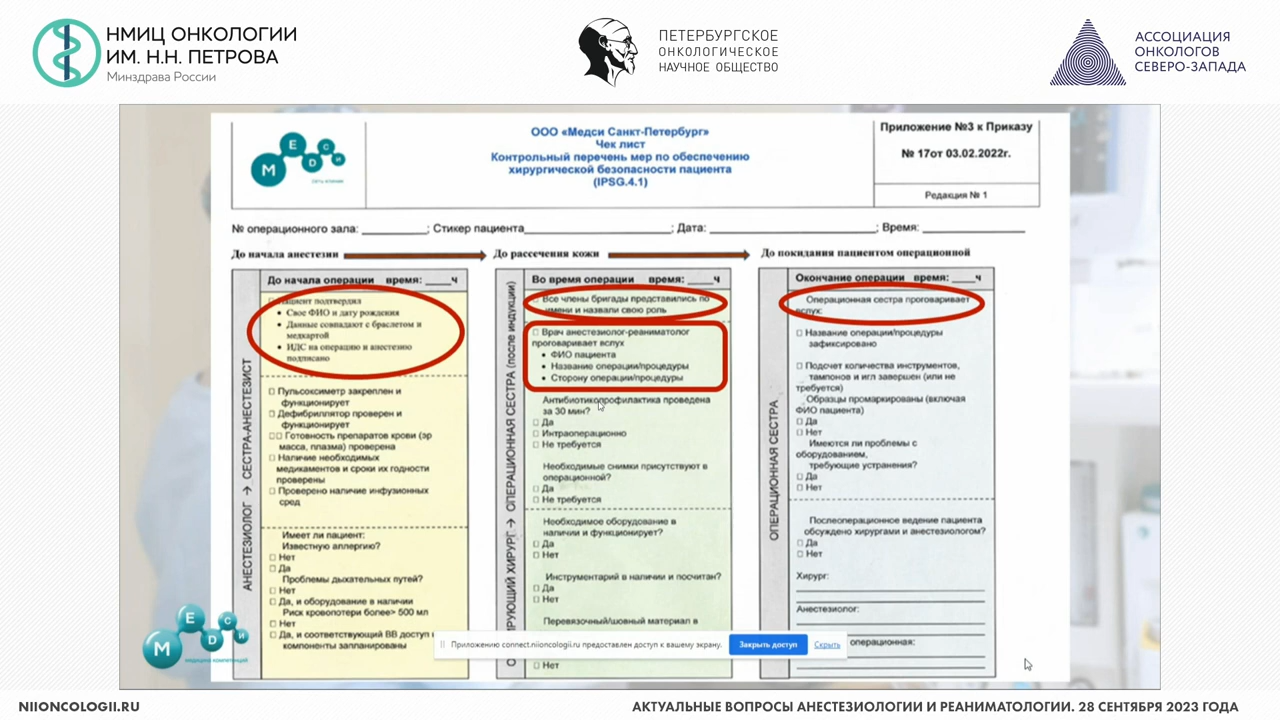 НМИЦ ОНКОЛОГИИ
ИМ. Н.Н. ПЕТРОВА
Минздрава России
ПЕТЕРБУРГСКОЕ
ОНКОЛОГИЧЕСКОЕ
НАУЧНОЕ ОБЩЕСТВО
АССОЦИАЦИЯ
ОНКОЛОГОВ
СЕВЕРО-ЗАПАДА
М Е D С И
сеть клиник
ООО «Медси Санкт-Петербург»
Чек лист
Контрольный перечень мер по обеспечению
хирургической безопасности пациента
(IPSG.4.1)
Приложение №3 к Приказу
№ 17от 03.02.2022г.
Редакция № 1
№ операционного зала: ; Стикер пациента ; Дата: ; Время:
До начала анестезии
До рассечения кожи
До покидания пациентом операционной
АНЕСТЕЗИОЛОГ → СЕСТРА-АНЕСТЕЗИСТ
До начала операции время: ч
Пациент подтвердил
• Свое ФИО и дату рождения
• Данные совпадают с браслетом и
медкартой
• ИДС на операцию и анестезию
подписано
□ Пульсоксиметр закреплен и
функционирует
□ Дефибриллятор проверен и
функционирует
□□ Готовность препаратов крови (эр
масса, плазма) проверена
□ Наличие необходимых
медикаментов и сроки их годности
проверены
□ Проверено наличие инфузионных
сред
Имеет ли пациент:
Известную аллергию?
□ Нет
□ Да
Проблемы дыхательных путей?
□ Нет
□ Да, и оборудование в наличии
Риск кровопотери более> 500 мл
□ Нет
□ Да, и соответствующий ВВ доступ
компоненты запланированы
ОПЕРАЦИОННАЯ СЕСТРА (после индукции)
РУЮЩИЙ ХИРУРГ →
Во время операции время: ч
□ Все члены бригады представились по
имени и назвали свою роль
□ Врач анестезиолог-реаниматолог
проговаривает вслух
• ФИО пациента
• Название операции/процедуры
• Сторону операции/процедуры
Антибиотикопрофилактика проведена
за 30 мин?
□ Да
□ Интраоперационно
□ Не требуется
Необходимые снимки присутствуют в
операционной?
□ Да
□ Не требуется
Необходимое оборудование в
наличии и функционирует?
□ Да
□ Нет
Инструментарий в наличии и посчитан?
□ Да
□ Нет
Перевязочный/шовный материал в
□ Нет
ОПЕРАЦИОННАЯ СЕСТРА
Окончание операции время: ч
Операционная сестра проговаривает
вслух:
□ Название операции/процедуры
зафиксировано
□ Подсчет количества инструментов,
тампонов и игл завершен (или не
требуется)
Образцы промаркированы (включая
ФИО пациента)
□ Да
□ Нет
Имеются ли проблемы с
оборудованием,
требующие устранения?
□ Да
□ Нет
Послеоперационное ведение пациента
обсуждено хирургами и анестезиологом?
□ Да
□ Нет
Хирург:
Анестезиолог:
операционная:
М Е D С И
медицина компетенций
Приложению connect.niioncologii.ru предоставлен доступ к вашему экрану.
Закрыть доступ
Скрыть
NIIONCOLOGII.RU
АКТУАЛЬНЫЕ ВОПРОСЫ АНЕСТЕЗИОЛОГИИ И РЕАНИМАТОЛОГИИ. 28 СЕНТЯБРЯ 2023 ГОДА